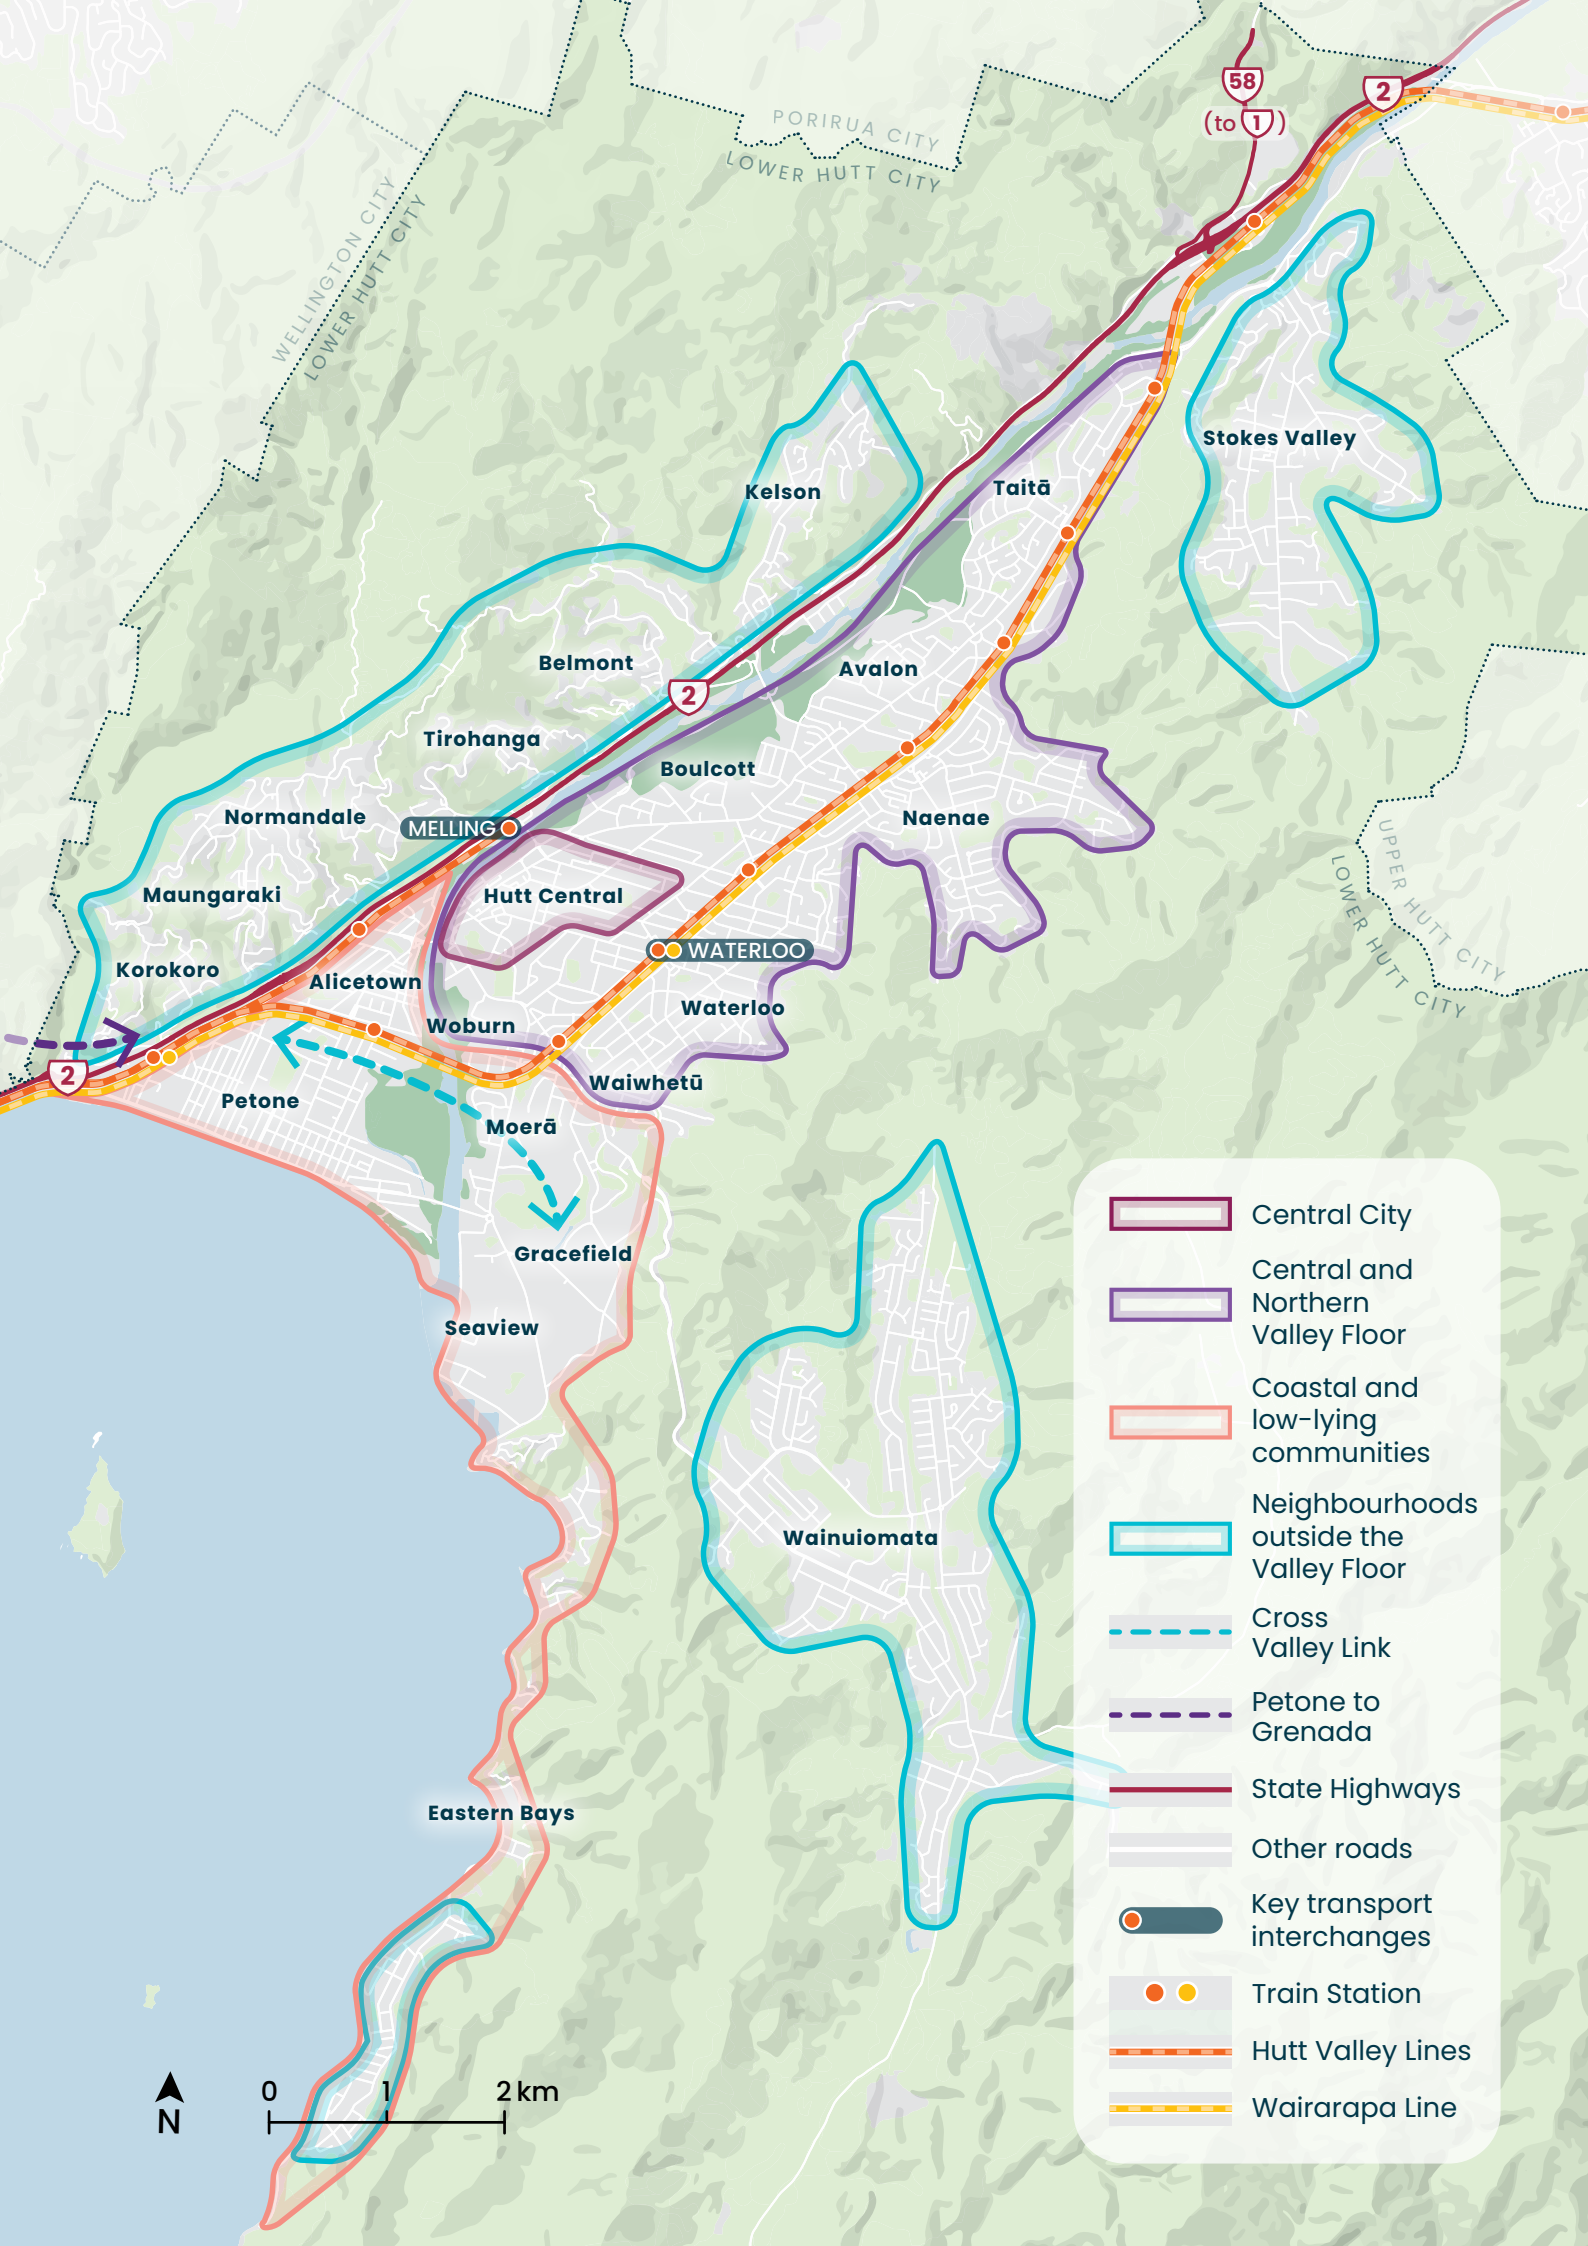 58
2
(to 1)
PORIRUA CITY
LOWER HUTT CITY
WELLINGTON CITY
LOWER HUTT CITY
Stokes Valley
Kelson
Taitā
Belmont
Avalon
2
Tirohanga
Boulcott
Normandale
MELLING
Naenae
UPPER HUTT CITY
LOWER HUTT CITY
Maungaraki
Hutt Central
WATERLOO
Korokoro
Alicetown
Waterloo
Woburn
2
Waiwhetū
Petone
Moerā
Gracefield
Seaview
Wainuiomata
Eastern Bays
Central City
Central and
Northern
Valley Floor
Coastal and
low-lying
communities
Neighbourhoods
outside the
Valley Floor
Cross
Valley Link
Petone to
Grenada
State Highways
Other roads
Key transport
interchanges
Train Station
Hutt Valley Lines
Wairarapa Line
0 1 2 km
N